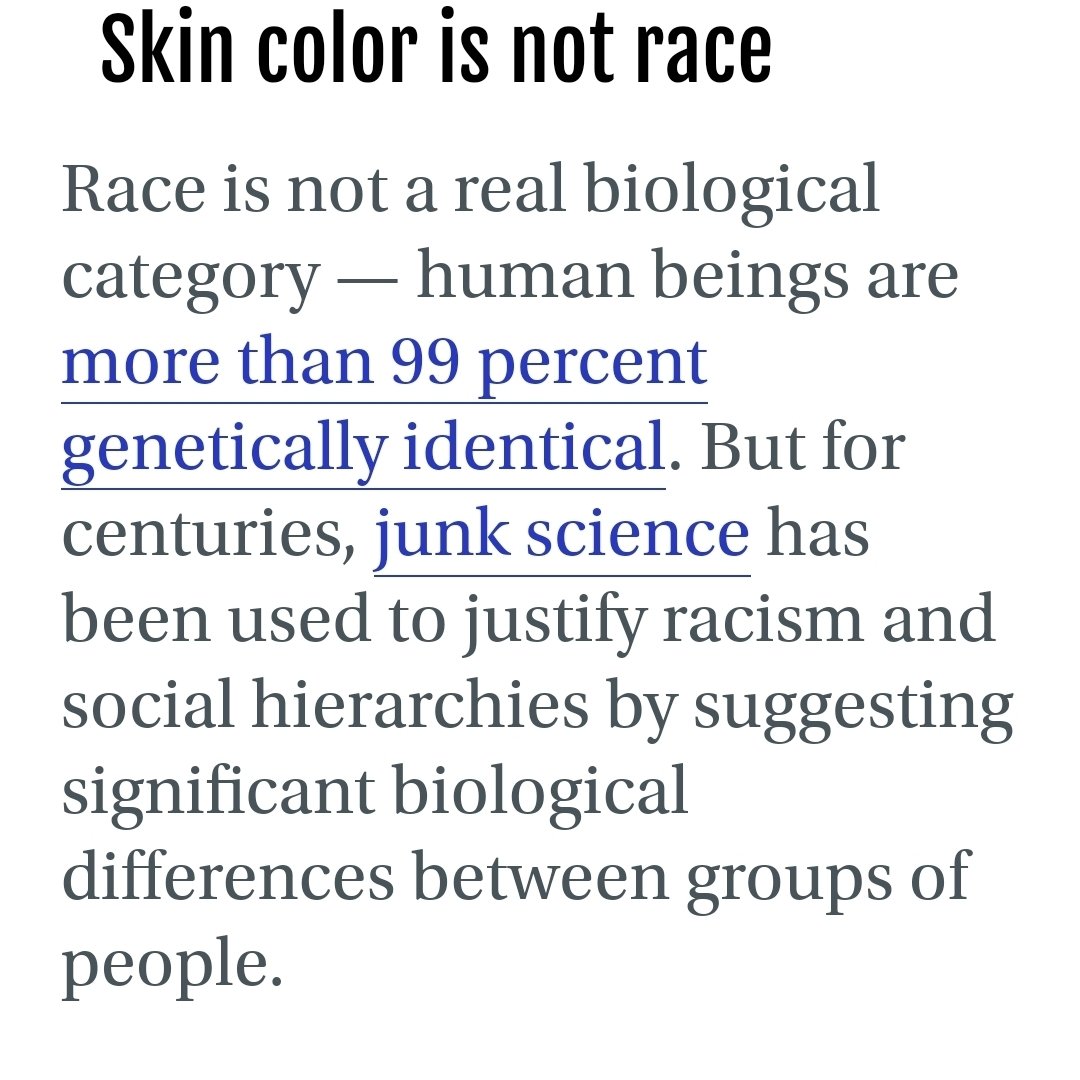 Skin color is not race
Race is not a real biological
category — human beings are
more than 99 percent
genetically identical. But for
centuries, junk science has
been used to justify racism and
social hierarchies by suggesting
significant biological
differences between groups of
people.